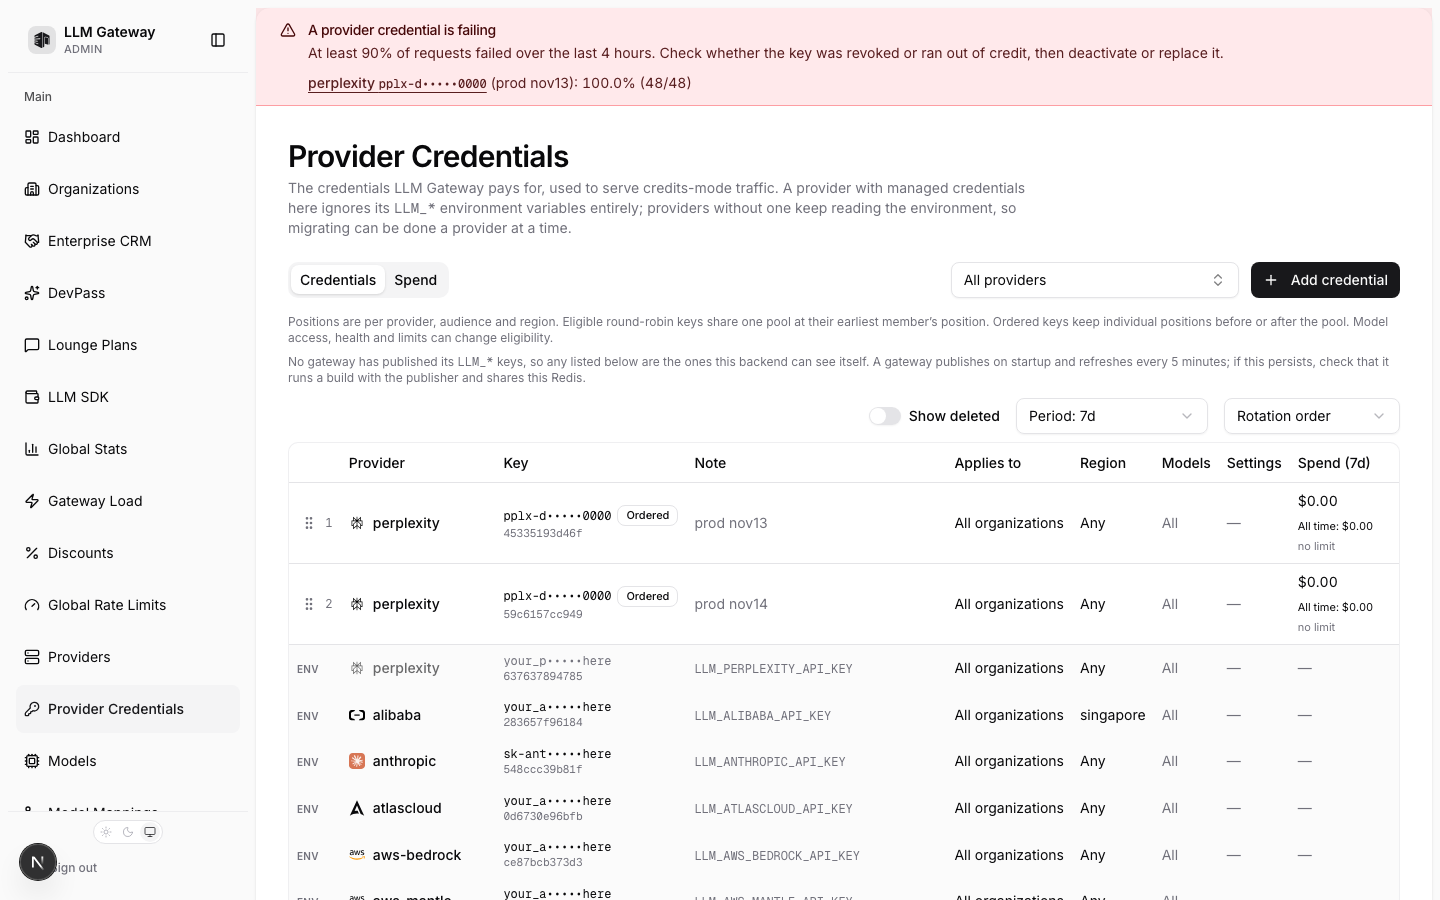 LLM Gateway
ADMIN
Main
Dashboard
Organizations
Enterprise CRM
DevPass
Lounge Plans
LLM SDK
Global Stats
Gateway Load
Discounts
Global Rate Limits
Providers
Provider Credentials
Models
Model Mappings
N
sign out
A provider credential is failing
At least 90% of requests failed over the last 4 hours. Check whether the key was revoked or ran out of credit, then deactivate or replace it.
perplexity pplx-d•••••0000 (prod nov13): 100.0% (48/48)
Provider Credentials
The credentials LLM Gateway pays for, used to serve credits-mode traffic. A provider with managed credentials
here ignores its LLM_* environment variables entirely; providers without one keep reading the environment, so
migrating can be done a provider at a time.
Credentials Spend
All providers
Add credential
Positions are per provider, audience and region. Eligible round-robin keys share one pool at their earliest member’s position. Ordered keys keep individual positions before or after the pool. Model
access, health and limits can change eligibility.
No gateway has published its LLM_* keys, so any listed below are the ones this backend can see itself. A gateway publishes on startup and refreshes every 5 minutes; if this persists, check that it
runs a build with the publisher and shares this Redis.
Show deleted Period: 7d Rotation order
Provider Key Note Applies to Region Models Settings Spend (7d)
1 perplexity pplx-d•••••0000 Ordered prod nov13 All organizations Any All — $0.00
45335193d46f
All time: $0.00
no limit
2 perplexity pplx-d•••••0000 Ordered prod nov14 All organizations Any All — $0.00
59c6157cc949
All time: $0.00
no limit
ENV perplexity your_p•••••here LLM_PERPLEXITY_API_KEY All organizations Any All — —
637637894785
ENV alibaba your_a•••••here LLM_ALIBABA_API_KEY All organizations singapore All — —
283657f96184
ENV anthropic sk-ant•••••here LLM_ANTHROPIC_API_KEY All organizations Any All — —
548ccc39b81f
ENV atlascloud your_a•••••here LLM_ATLASCLOUD_API_KEY All organizations Any All — —
0d6730e96bfb
ENV aws aws-bedrock your_a•••••here LLM_AWS_BEDROCK_API_KEY All organizations Any All — —
ce87bcb373d3
ENV aws aws-mantle your_a•••••here LLM_AWS_MANTLE_API_KEY All organizations Any All — —